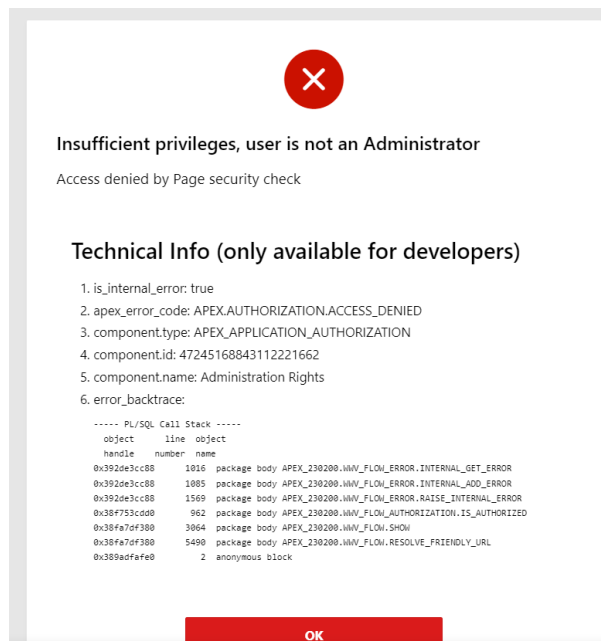 Insufficient privileges, user is not an Administrator
Access denied by Page security check
Technical Info (only available for developers)
1. is_internal_error: true
2. apex_error_code: APEX.AUTHORIZATION.ACCESS_DENIED
3. component.type: APEX_APPLICATION_AUTHORIZATION
4. component.id: 47245168843112221662
5. component.name: Administration Rights
6. error_backtrace:
----- PL/SQL Call Stack -----
object line object
handle number name
0x392de3cc88 1016 package body APEX_230200.WWV_FLOW_ERROR.INTERNAL_GET_ERROR
0x392de3cc88 1085 package body APEX_230200.WWV_FLOW_ERROR.INTERNAL_ADD_ERROR
0x392de3cc88 1569 package body APEX_230200.WWV_FLOW_ERROR.RAISE_INTERNAL_ERROR
0x38f753cdd0 962 package body APEX_230200.WWV_FLOW_AUTHORIZATION.IS_AUTHORIZED
0x38fa7df380 3064 package body APEX_230200.WWV_FLOW.SHOW
0x38fa7df380 5490 package body APEX_230200.WWV_FLOW.RESOLVE_FRIENDLY_URL
0x389adfafe0 2 anonymous block
OK